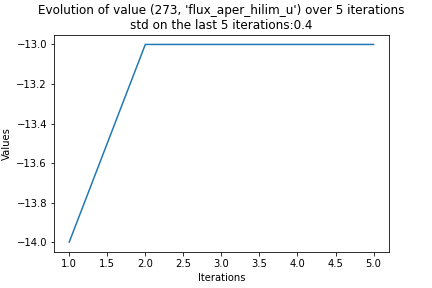 Evolution of value (273, 'flux_aper_hilim_u') over 5 iterations
std on the last 5 iterations:0.4
Values
−13.0
−13.2
−13.4
−13.6
−13.8
−14.0
1.0 1.5 2.0 2.5 3.0 3.5 4.0 4.5 5.0
Iterations